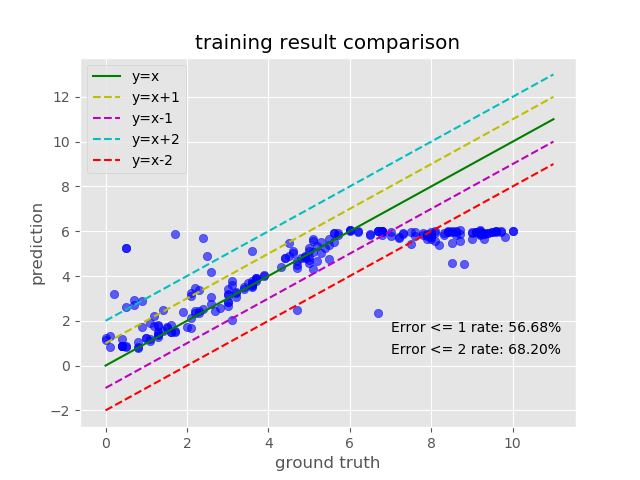 training result comparison
y=x
y=x+1
y=x-1
y=x+2
y=x-2
12
10
8
6
4
2
0
−2
prediction
Error <= 1 rate: 56.68%
Error <= 2 rate: 68.20%
0 2 4 6 8 10
ground truth